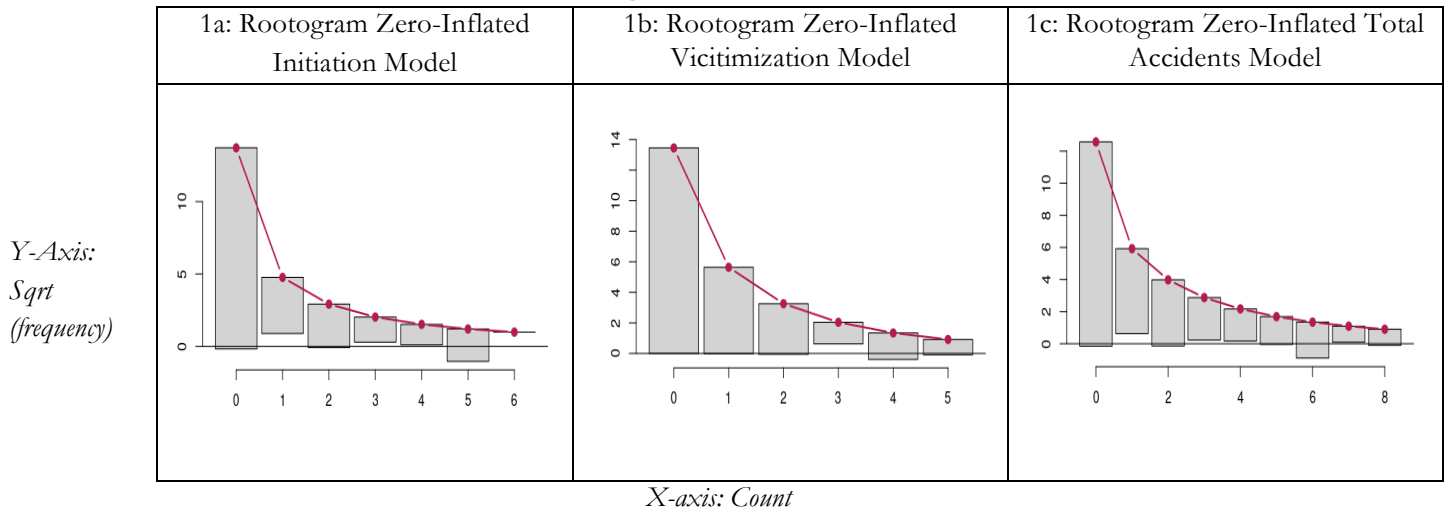 1a: Rootogram Zero-Inflated
Initiation Model
1b: Rootogram Zero-Inflated
Vicitimization Model
1c: Rootogram Zero-Inflated Total
Accidents Model
Y-Axis:
Sqrt
(frequency)
10
5
0
0 1 2 3 4 5 6
14
10
8
6
4
2
0
0 1 2 3 4 5
10
8
6
4
2
0
0 2 4 6 8
X-axis: Count